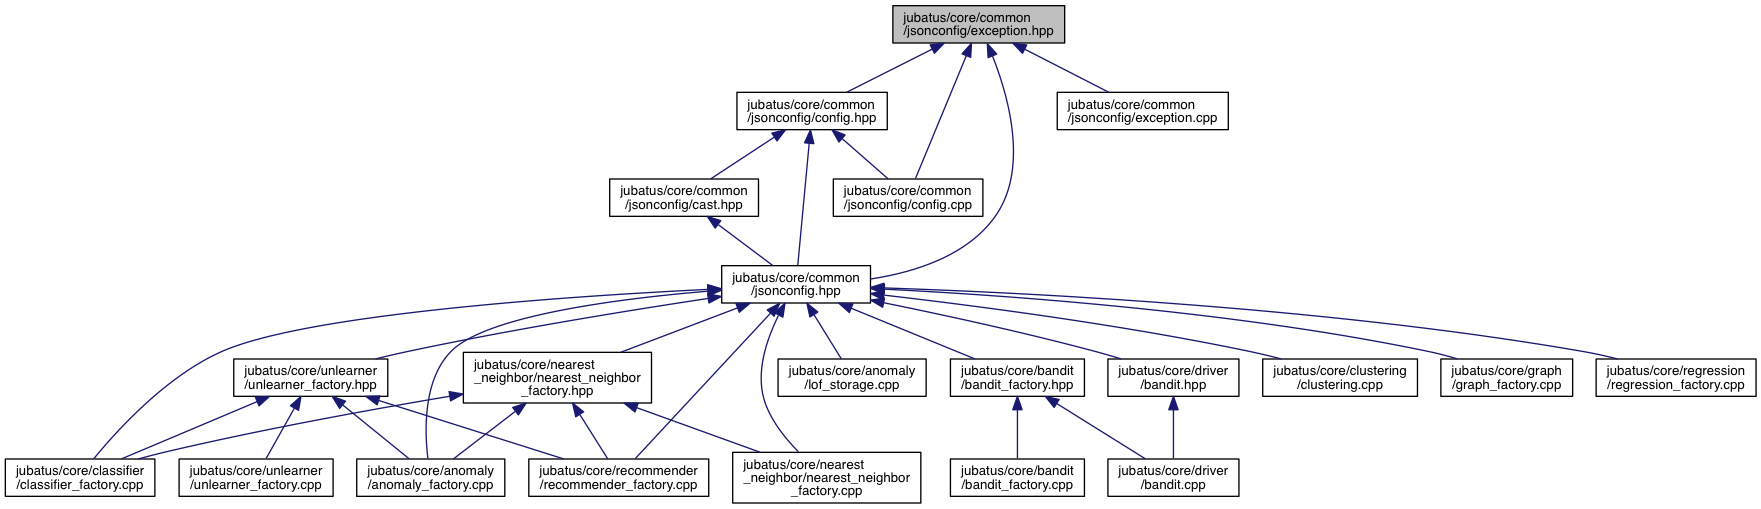 jubatus/core/common
/jsonconfig/exception.hpp
jubatus/core/common
/jsonconfig/config.hpp
jubatus/core/common
/jsonconfig/exception.cpp
jubatus/core/common
/jsonconfig/cast.hpp
jubatus/core/common
/jsonconfig/config.cpp
jubatus/core/common
/jsonconfig.hpp
jubatus/core/unlearner
/unlearner_factory.hpp
jubatus/core/nearest
_neighbor/nearest_neighbor
_factory.hpp
jubatus/core/anomaly
/lof_storage.cpp
jubatus/core/bandit
/bandit_factory.hpp
jubatus/core/driver
/bandit.hpp
jubatus/core/clustering
/clustering.cpp
jubatus/core/graph
/graph_factory.cpp
jubatus/core/regression
/regression_factory.cpp
jubatus/core/classifier
/classifier_factory.cpp
jubatus/core/unlearner
/unlearner_factory.cpp
jubatus/core/anomaly
/anomaly_factory.cpp
jubatus/core/recommender
/recommender_factory.cpp
jubatus/core/nearest
_neighbor/nearest_neighbor
_factory.cpp
jubatus/core/bandit
/bandit_factory.cpp
jubatus/core/driver
/bandit.cpp